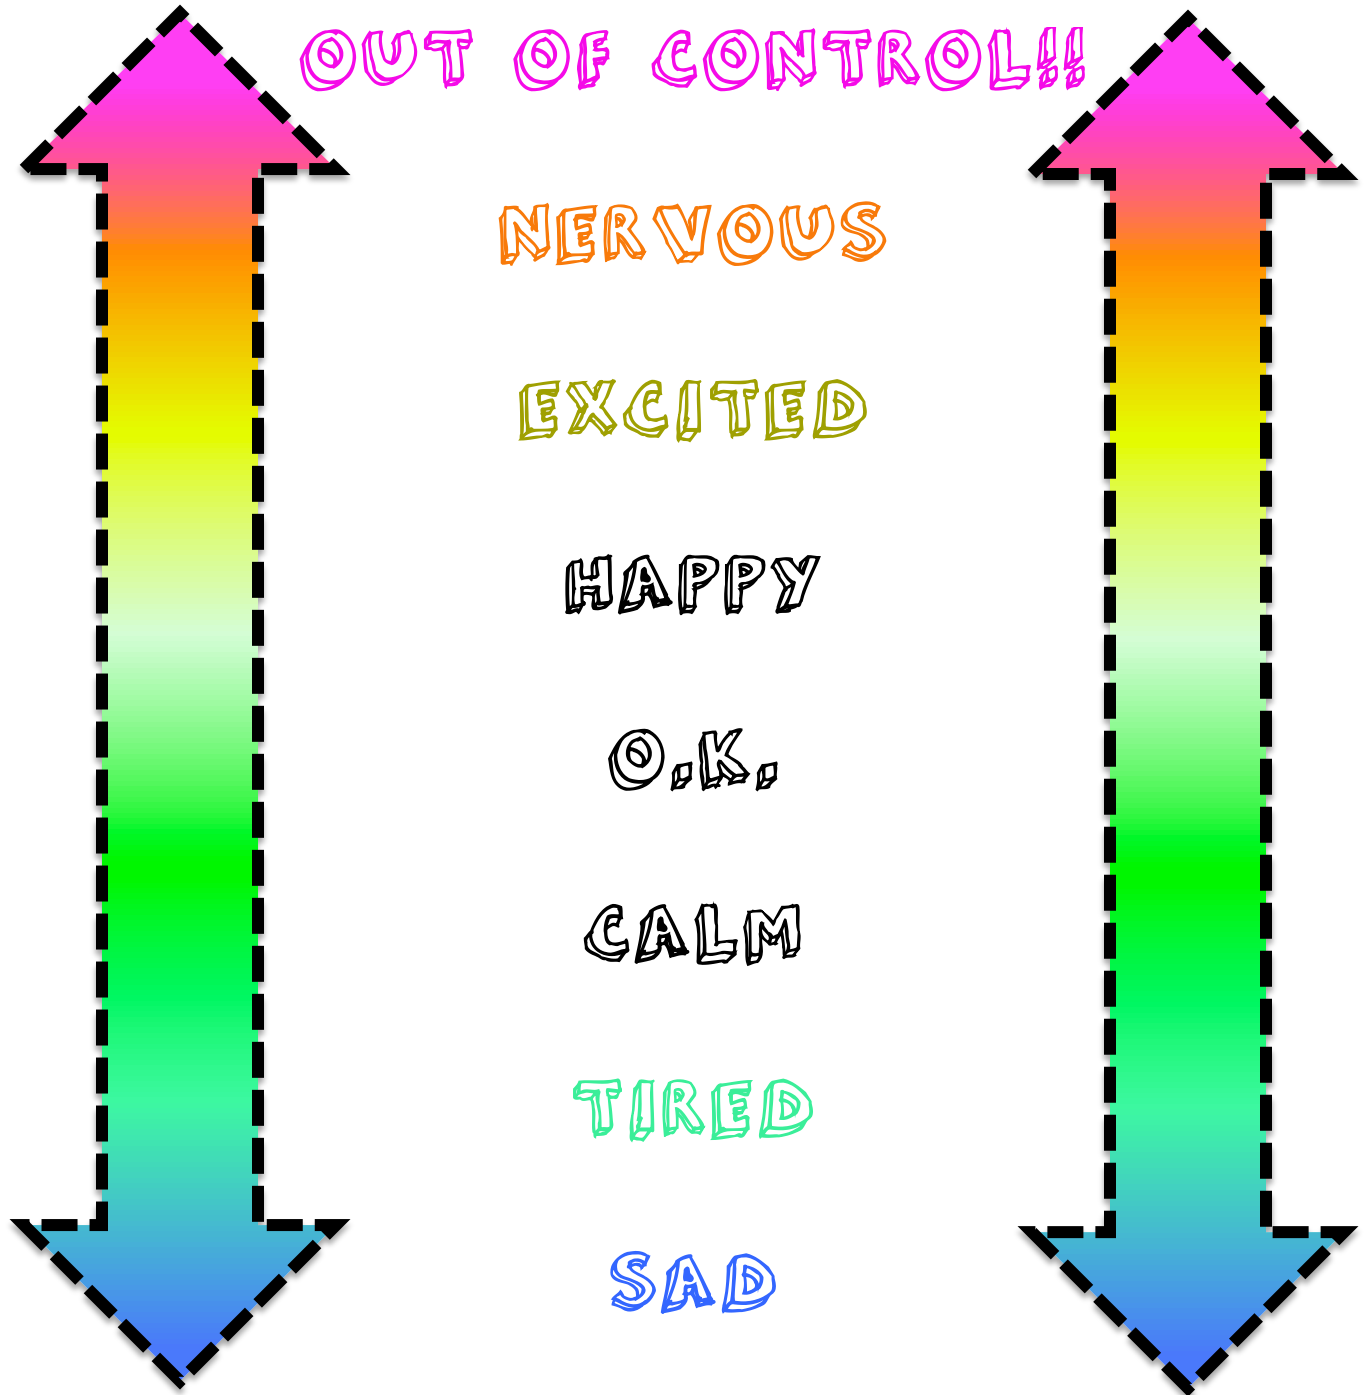 OUT OF CONTROL!!
NERVOUS
EXCITED
HAPPY
O.K.
CALM
TIRED
SAD